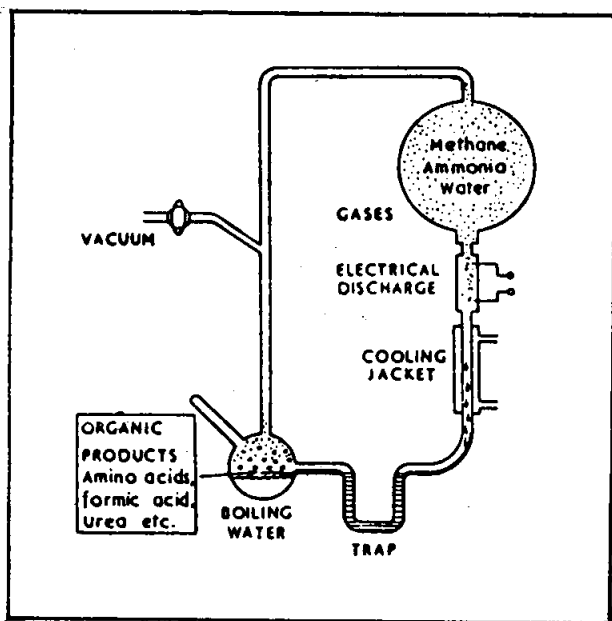 Methane
Ammonia
Water
GASES
VACUUM
ELECTRICAL
DISCHARGE
COOLING
JACKET
ORGANIC
PRODUCTS
Amino acids,
formic acid,
Urea etc.
BOILING
WATER
TRAP